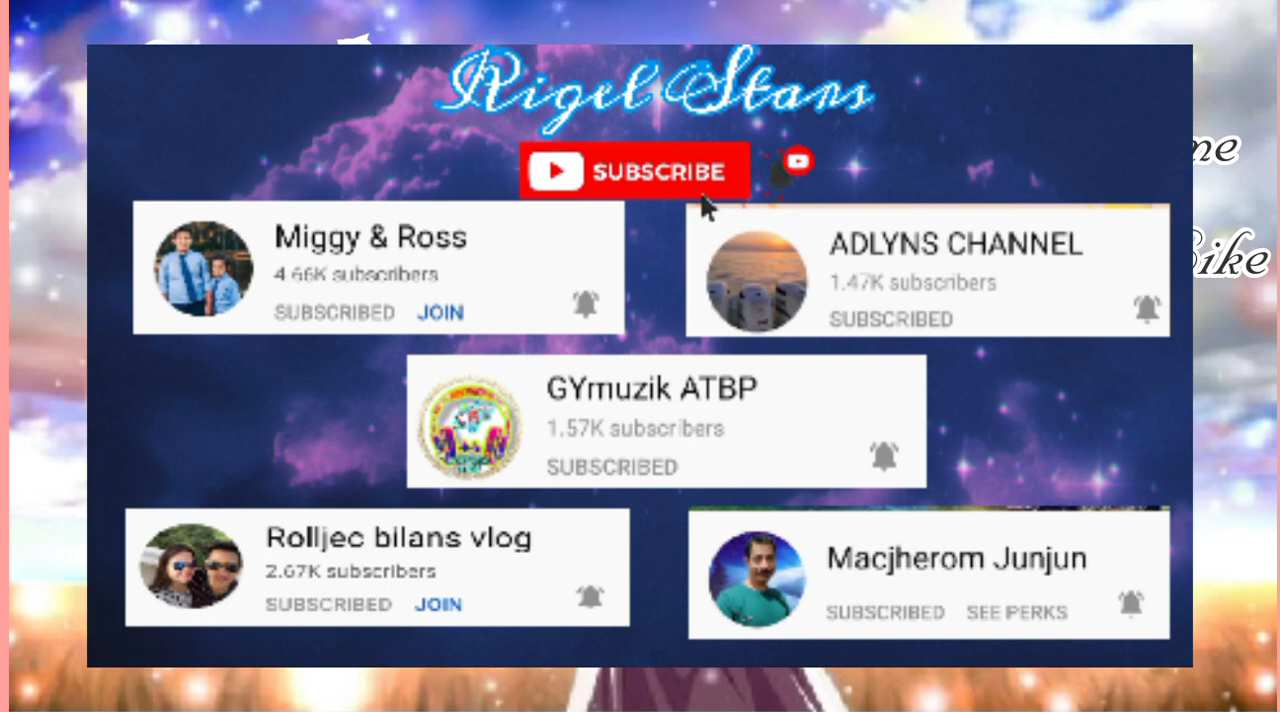 Rigel Stars
SUBSCRIBE
Miggy & Ross
4.66K subscribers
SUBSCRIBED JOIN
ADLYNS CHANNEL
1.47K subscribers
SUBSCRIBED
GYmuzik ATBP
1.57K subscribers
SUBSCRIBED
Rolljec bilans vlog
2.67K subscribers
SUBSCRIBED JOIN
Macjherom Junjun
SUBSCRIBED SEE PERKS